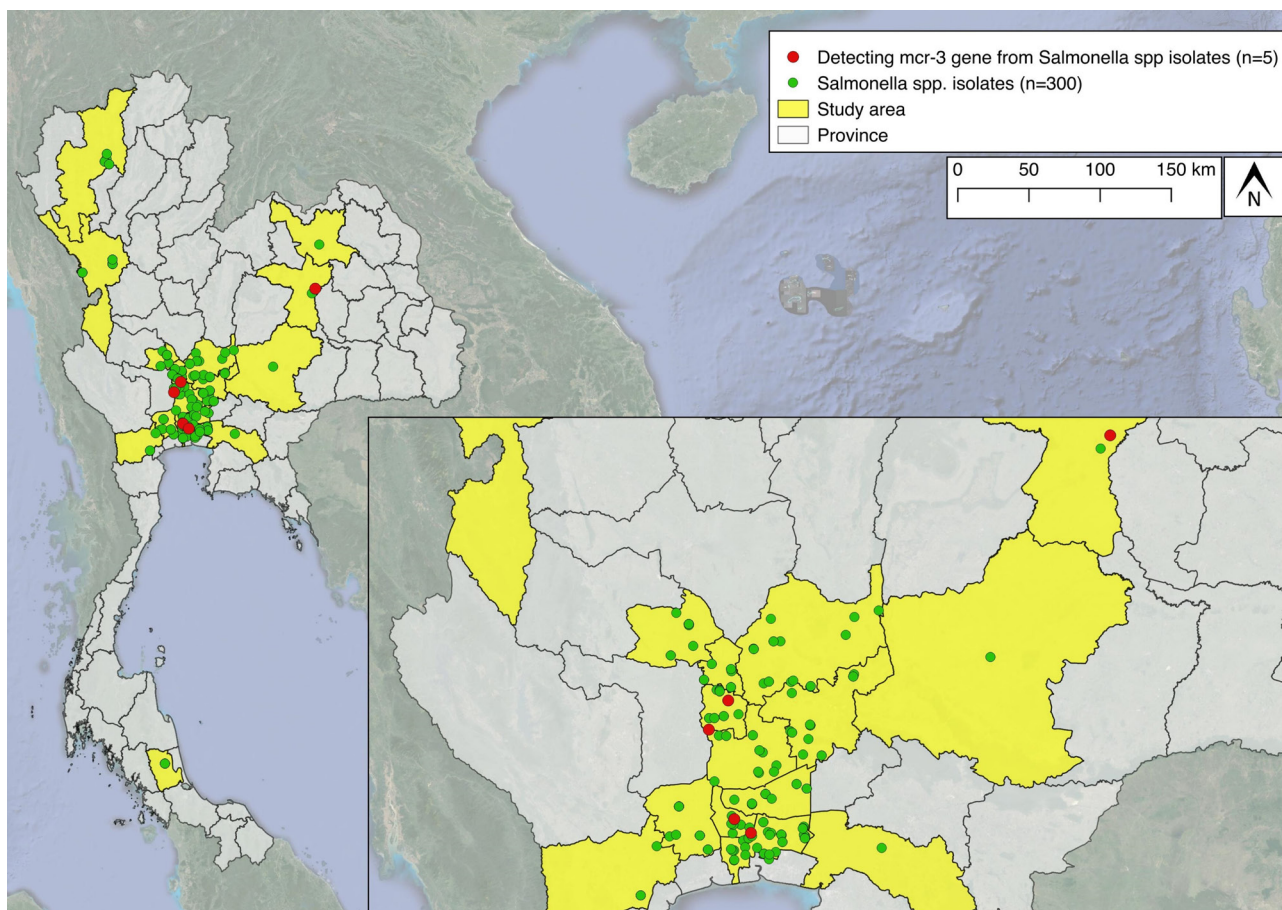 Detecting mcr-3 gene from Salmonella spp isolates (n=5)
Salmonella spp. isolates (n=300)
Study area
Province
0 50 100 150 km
N